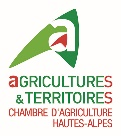 aGRICULTURES
& TERRITOIRES
CHAMBRE D'AGRICULTURE
HAUTES-ALPES